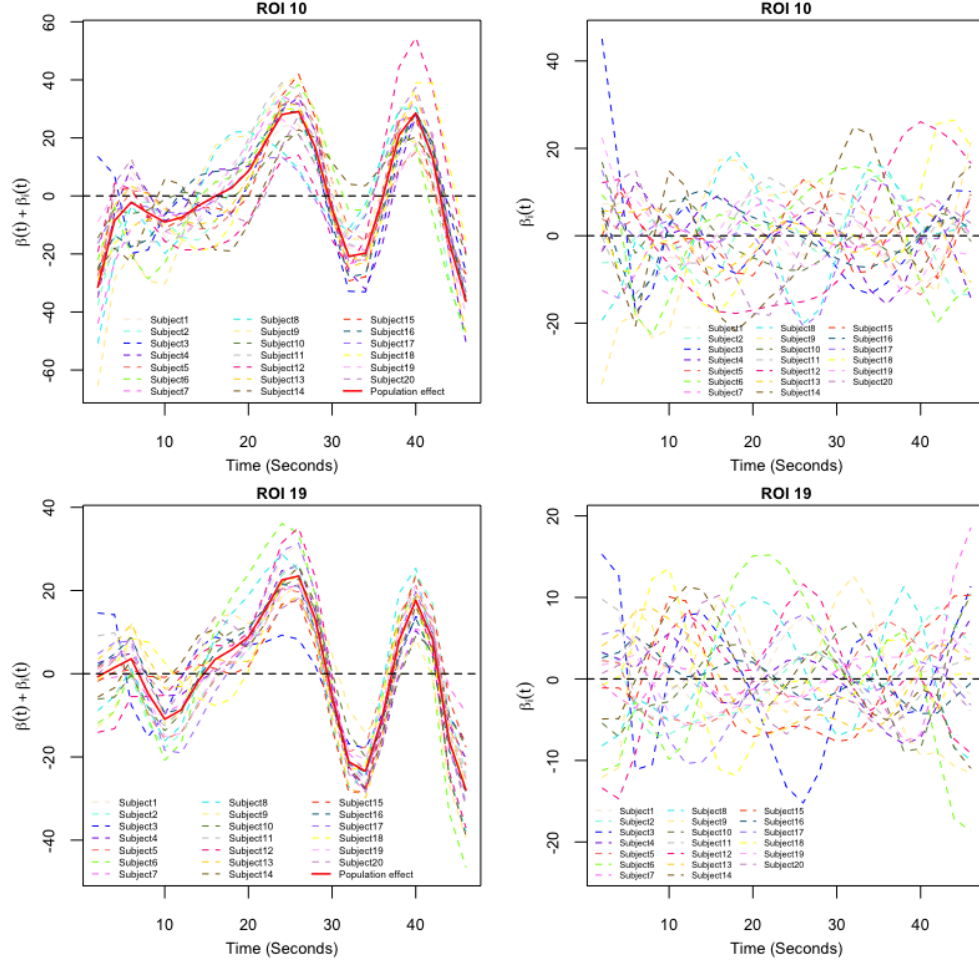 ROI 10
60
40
20
0
20
40
60
β(t) + βi(t)
Subject1
Subject2
Subject3
Subject4
Subject5
Subject6
Subject7
Subject8
Subject9
Subject10
Subject11
Subject12
Subject13
Subject14
Subject15
Subject16
Subject17
Subject18
Subject19
Subject20
Population effect
10 20 30 40
Time (Seconds)
ROI 10
40
20
0
20
βi(t)
Subject1
Subject2
Subject3
Subject4
Subject5
Subject6
Subject7
Subject8
Subject9
Subject10
Subject11
Subject12
Subject13
Subject14
Subject15
Subject16
Subject17
Subject18
Subject19
Subject20
10 20 30 40
Time (Seconds)
ROI 19
40
20
0
20
40
β(t) + βi(t)
Subject1
Subject2
Subject3
Subject4
Subject5
Subject6
Subject7
Subject8
Subject9
Subject10
Subject11
Subject12
Subject13
Subject14
Subject15
Subject16
Subject17
Subject18
Subject19
Subject20
Population effect
10 20 30 40
Time (Seconds)
ROI 19
20
10
0
-10
-20
βi(t)
Subject1
Subject2
Subject3
Subject4
Subject5
Subject6
Subject7
Subject8
Subject9
Subject10
Subject11
Subject12
Subject13
Subject14
Subject15
Subject16
Subject17
Subject18
Subject19
Subject20
10 20 30 40
Time (Seconds)